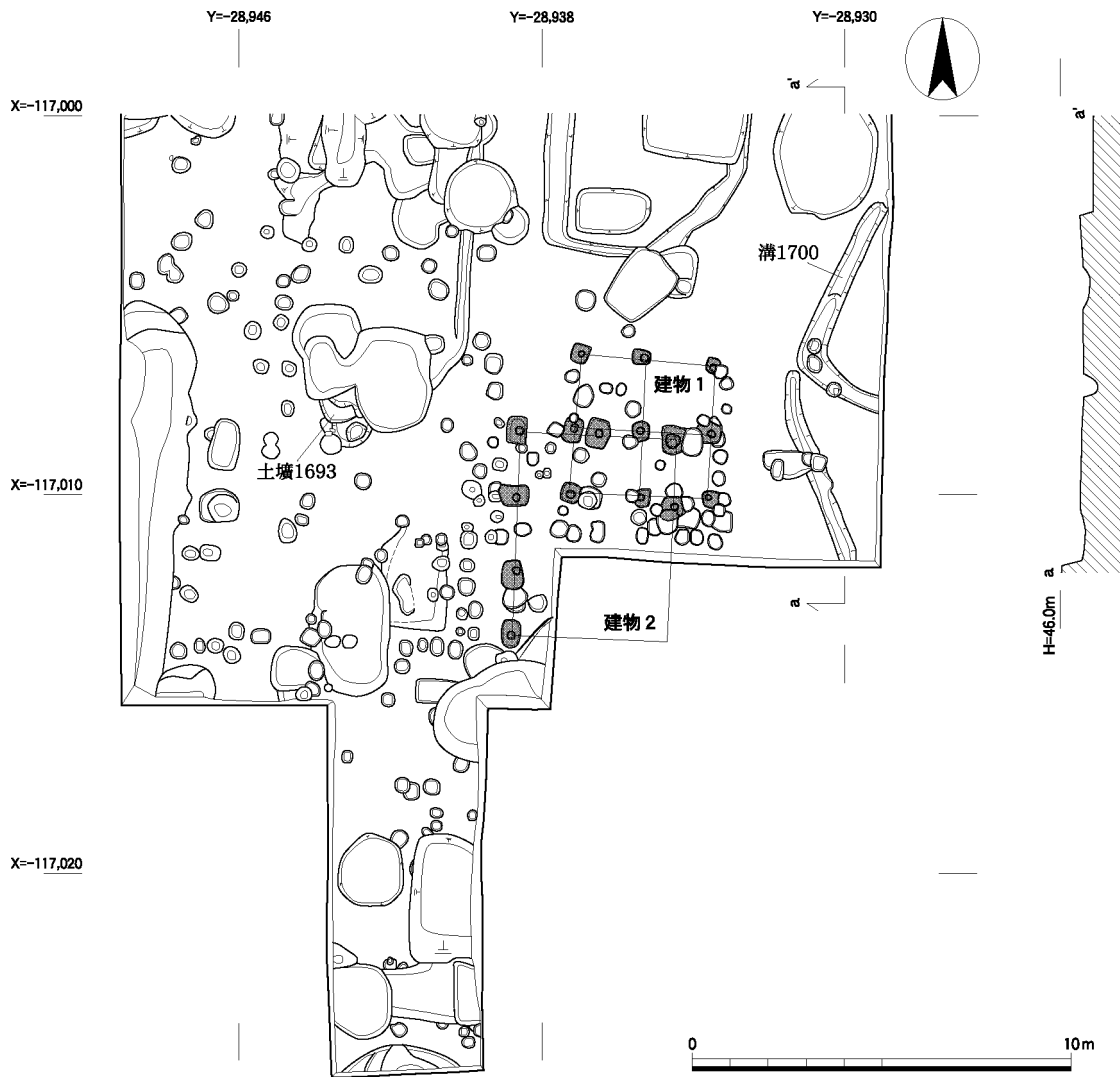 Y=-28,946
Y=-28,938
Y=-28,930
X=-117,000
a'
a'
溝1700
建物1
土壙1693
X=-117,010
a
a
建物2
H=46.0m
X=-117,020
0
10m